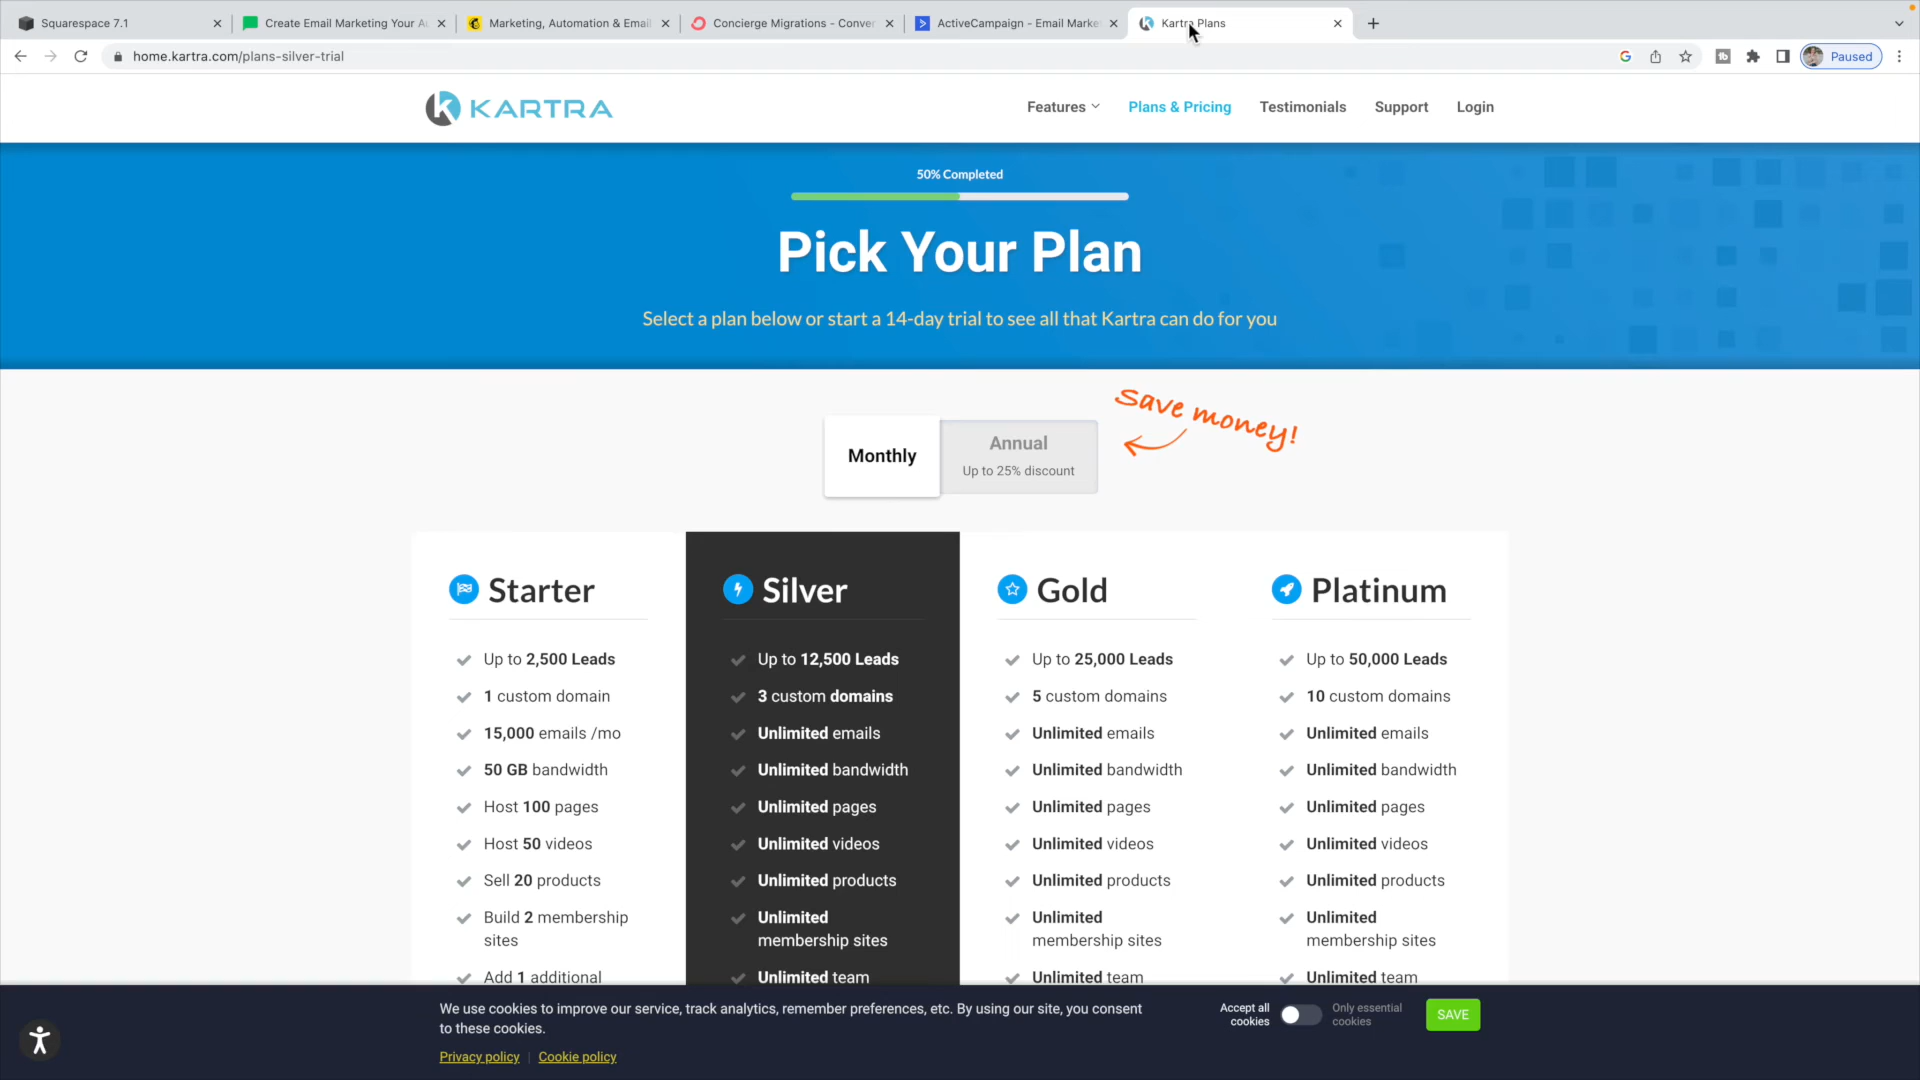 Squarespace 7.1
Create Email Marketing Your Au
Marketing, Automation & Email
Concierge Migrations - Conver
ActiveCampaign - Email Marke
Kartra Plans
home.kartra.com/plans-silver-trial
Paused
KARTRA
Features
Plans & Pricing
Testimonials
Support
Login
50% Completed
Pick Your Plan
Select a plan below or start a 14-day trial to see all that Kartra can do for you
Save money!
Monthly
Annual
Up to 25% discount
Starter
Up to 2,500 Leads
1 custom domain
15,000 emails /mo
50 GB bandwidth
Host 100 pages
Host 50 videos
Sell 20 products
Build 2 membership
sites
Add 1 additional
Silver
Up to 12,500 Leads
3 custom domains
Unlimited emails
Unlimited bandwidth
Unlimited pages
Unlimited videos
Unlimited products
Unlimited
membership sites
Unlimited team
Gold
Up to 25,000 Leads
5 custom domains
Unlimited emails
Unlimited bandwidth
Unlimited pages
Unlimited videos
Unlimited products
Unlimited
membership sites
Unlimited team
Platinum
Up to 50,000 Leads
10 custom domains
Unlimited emails
Unlimited bandwidth
Unlimited pages
Unlimited videos
Unlimited products
Unlimited
membership sites
Unlimited team
We use cookies to improve our service, track analytics, remember preferences, etc. By using our site, you consent
to these cookies.
Privacy policy | Cookie policy
Accept all
cookies
Only essential
cookies
SAVE